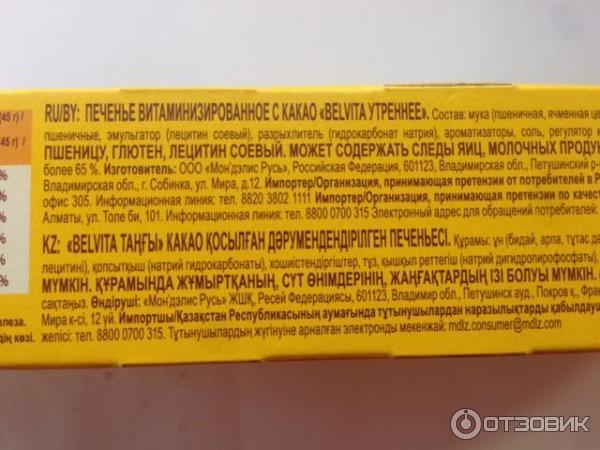 (45 г) /
(45 г) /
%
%
%
%
%
%
%
елеза.
дің көзі.
RU/BY: ПЕЧЕНЬЕ ВИТАМИНИЗИРОВАННОЕ С КАКАО «BELVITA УТРЕННЕЕ». Состав: мука (пшеничная, ячменная це
пшеничные, эмульгатор (лецитин соевый), разрыхлитель (гидрокарбонат натрия), ароматизаторы, соль, регулятор к
ПШЕНИЦУ, ГЛЮТЕН, ЛЕЦИТИН СОЕВЫЙ. МОЖЕТ СОДЕРЖАТЬ СЛЕДЫ ЯИЦ, МОЛОЧНЫХ ПРОДУ
более 65 %. Изготовитель: ООО «Мон'дэлис Русь», Российская Федерация, 601123, Владимирская обл., Петушинский р-
Владимирская обл., г. Собинка, ул. Мира, д.12. Импортер/Организация, принимающая претензии от потребителей в Р
офис 305. Информационная линия: тел. 8820 3802 1111 Импортер/Организация, принимающая претензии по качест
Алматы, ул. Толе би, 101. Информационная линия: тел. 8800 0700 315 Электронный адрес для обращений потребителей:
KZ: «BELVITA ТАҢҒЫ» КАКАО ҚОСЫЛҒАН ДӘРУМЕНДЕНДІРІЛГЕН ПЕЧЕНЬЕСІ. Құрамы: ұн (бидай, арпа, тұтас да
лецитині), қопсытқыш (натрий гидрокарбонаты), хошиістендіргіштер, тұз, қышқыл реттегіш (натрий дигидропирофосфаты),
МҮМКІН. ҚҰРАМЫНДА ЖҰМЫРТҚАНЫҢ, СҮТ ӨНІМДЕРІНІҢ, ЖАҢҒАҚТАРДЫҢ ІЗІ БОЛУЫ МҮМКІН.
сақтаңыз. Өндіруші: «Мон'дэлис Русь» ЖШҚ, Ресей Федерациясы, 601123, Владимир обл., Петушинск ауд., Покров қ., Фра
Мира к-сі, 12 үй. Импортшы/Қазақстан Республикасының аумағында тұтынушылардан наразылықтарды қабылдауш
желісі: тел. 8800 0700 315. Тұтынушылардың жүгінуіне арналған электронды мекенжай: mdlz.consumer@mdlz.com
ОТЗОВИК